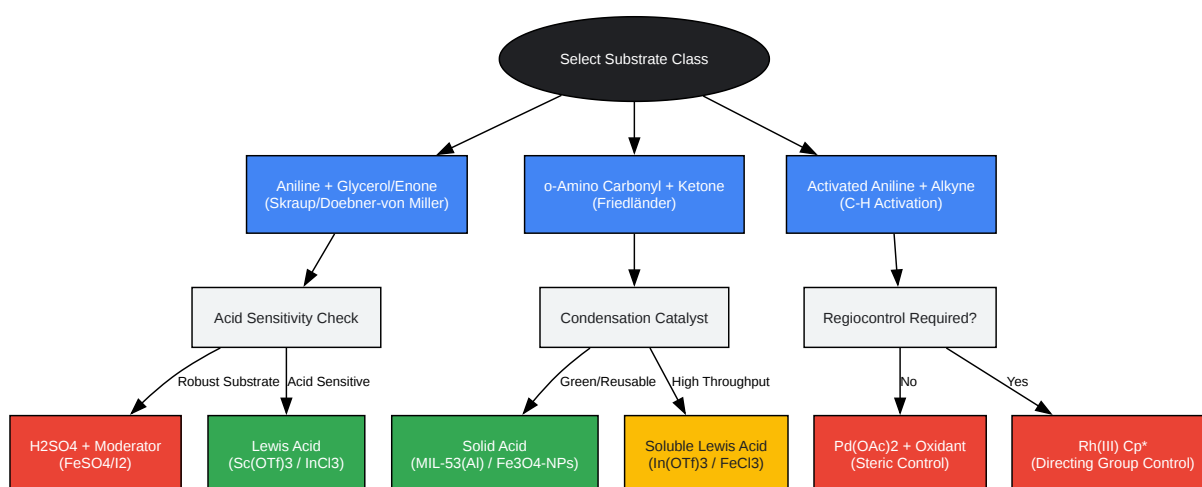 Select Substrate Class
Aniline + Glycerol/Enone
(Skraup/Doebner-von Miller)
o-Amino Carbonyl + Ketone
(Friedländer)
Activated Aniline + Alkyne
(C-H Activation)
Acid Sensitivity Check
Condensation Catalyst
Regiocontrol Required?
Robust Substrate
Acid Sensitive
Green/Reusable
High Throughput
No
Yes
H2SO4 + Moderator
(FeSO4/I2)
Lewis Acid
(Sc(OTf)3 / InCl3)
Solid Acid
(MIL-53(Al) / Fe3O4-NPs)
Soluble Lewis Acid
(In(OTf)3 / FeCl3)
Pd(OAc)2 + Oxidant
(Steric Control)
Rh(III) Cp*
(Directing Group Control)